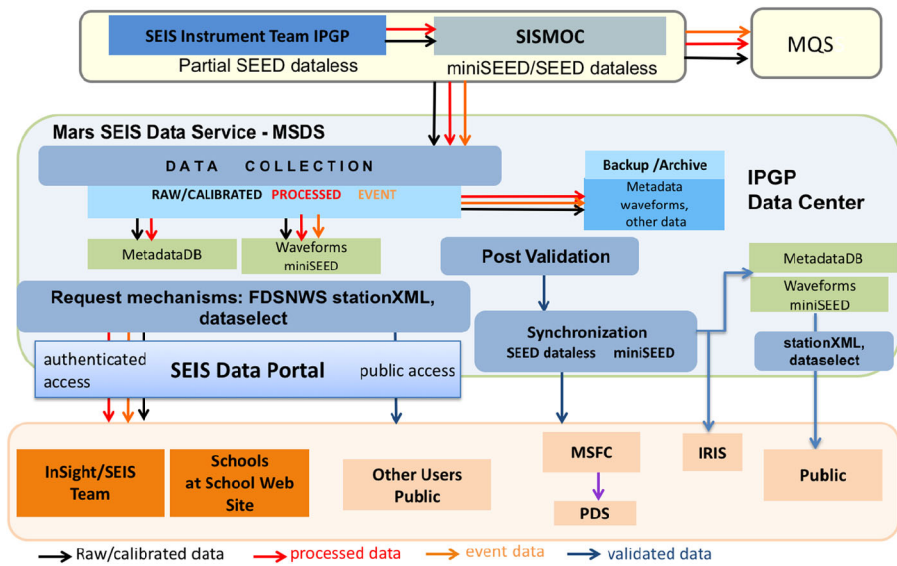 SEIS Instrument Team IPGP
Partial SEED dataless
SISMOC
miniSEED/SEED dataless
MQS
Mars SEIS Data Service - MSDS
DATA COLLECTION
RAW/CALIBRATED PROCESSED EVENT
Backup /Archive
Metadata
waveforms,
other data
IPGP
Data Center
MetadataDB
Waveforms
miniSEED
Post Validation
MetadataDB
Waveforms
miniSEED
Request mechanisms: FDSNWS stationXML,
dataselect
Synchronization
SEED dataless miniSEED
stationXML,
dataselect
authenticated
access
SEIS Data Portal
public access
InSight/SEIS
Team
Schools
at School Web
Site
Other Users
Public
MSFC
PDS
IRIS
Public
Raw/calibrated data
processed data
event data
validated data